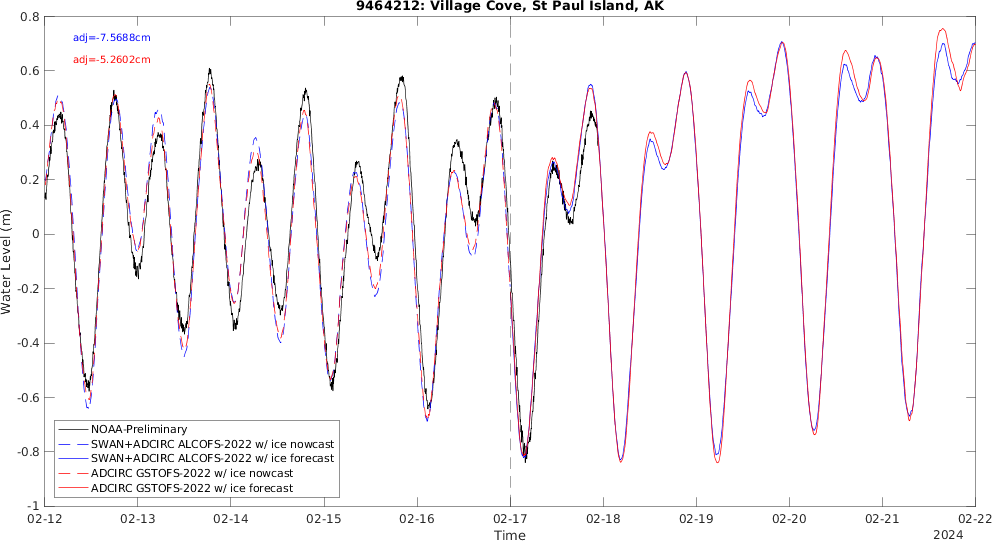 9464212: Village Cove, St Paul Island, AK
adj=-7.5688cm
adj=-5.2602cm
Water Level (m)
0.8
0.6
0.4
0.2
0
-0.2
-0.4
-0.6
-0.8
-1
NOAA-Preliminary
SWAN+ADCIRC ALCOFS-2022 w/ ice nowcast
SWAN+ADCIRC ALCOFS-2022 w/ ice forecast
ADCIRC GSTOFS-2022 w/ ice nowcast
ADCIRC GSTOFS-2022 w/ ice forecast
02-12 02-13 02-14 02-15 02-16 02-17 02-18 02-19 02-20 02-21 02-22
Time
2024